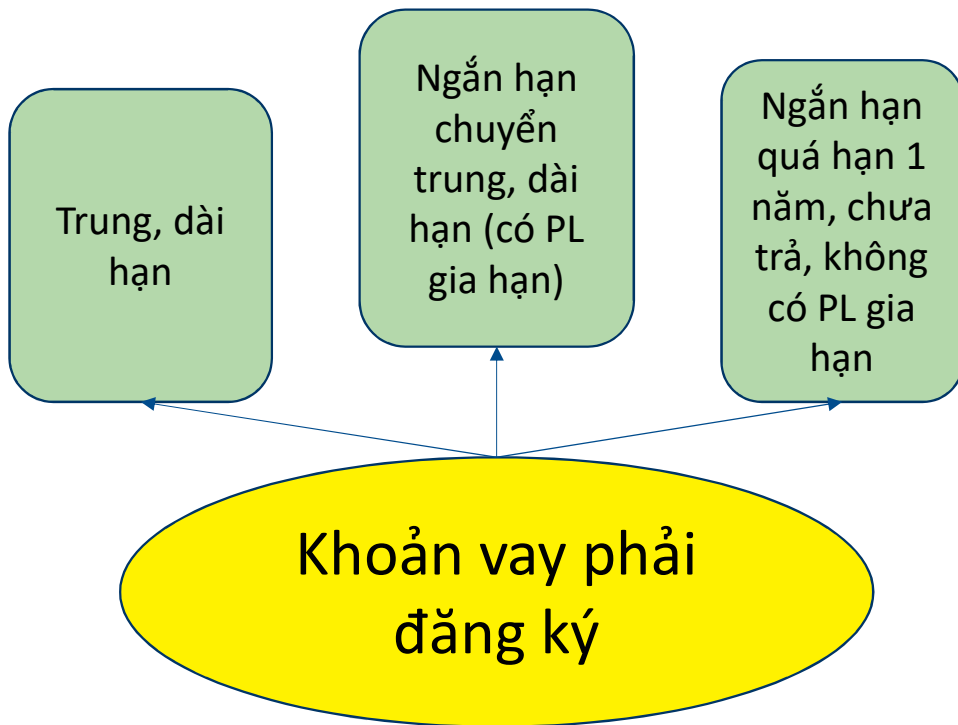 Trung, dài
hạn
Ngắn hạn
chuyển
trung, dài
hạn (có PL
gia hạn)
Ngắn hạn
quá hạn 1
năm, chưa
trả, không
có PL gia
hạn
Khoản vay phải
đăng ký